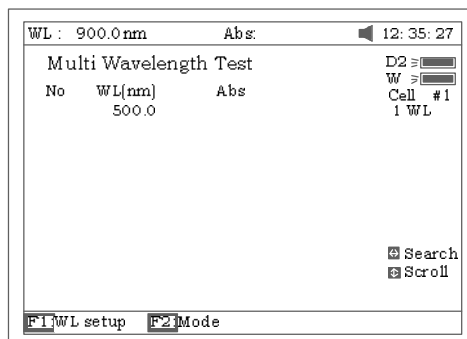 WL : 900.0nm Abs: 12:35:27
Multi Wavelength Test
D2
W
No WL(nm) Abs
Cell #1
500.0
1 WL
Search
Scroll
F1:WL setup F2:Mode